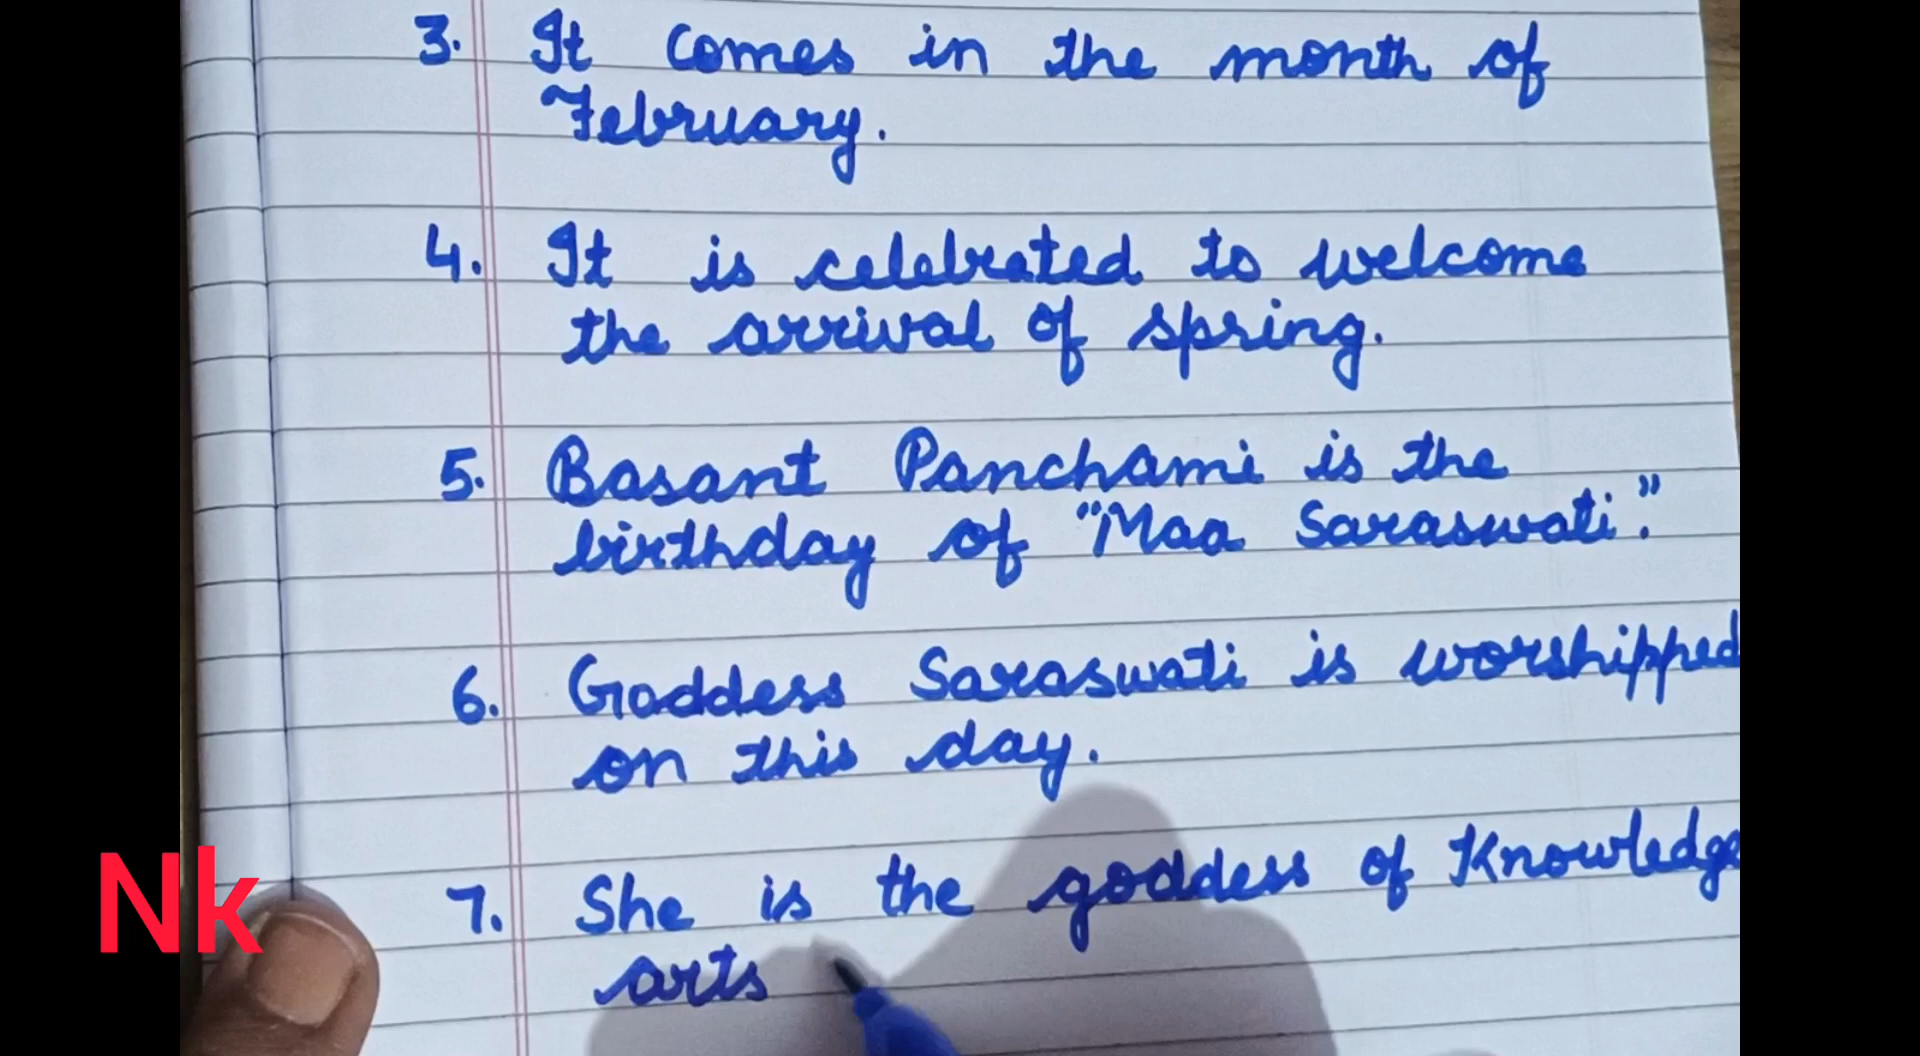 3. It comes in the month of
February.
4. It is celebrated to welcome
the arrival of spring.
5. Basant Panchami is the
birthday of "Maa Saraswati."
6. Goddess Saraswati is worshipped
on this day.
7. She is the goddess of Knowledge
arts
Nk